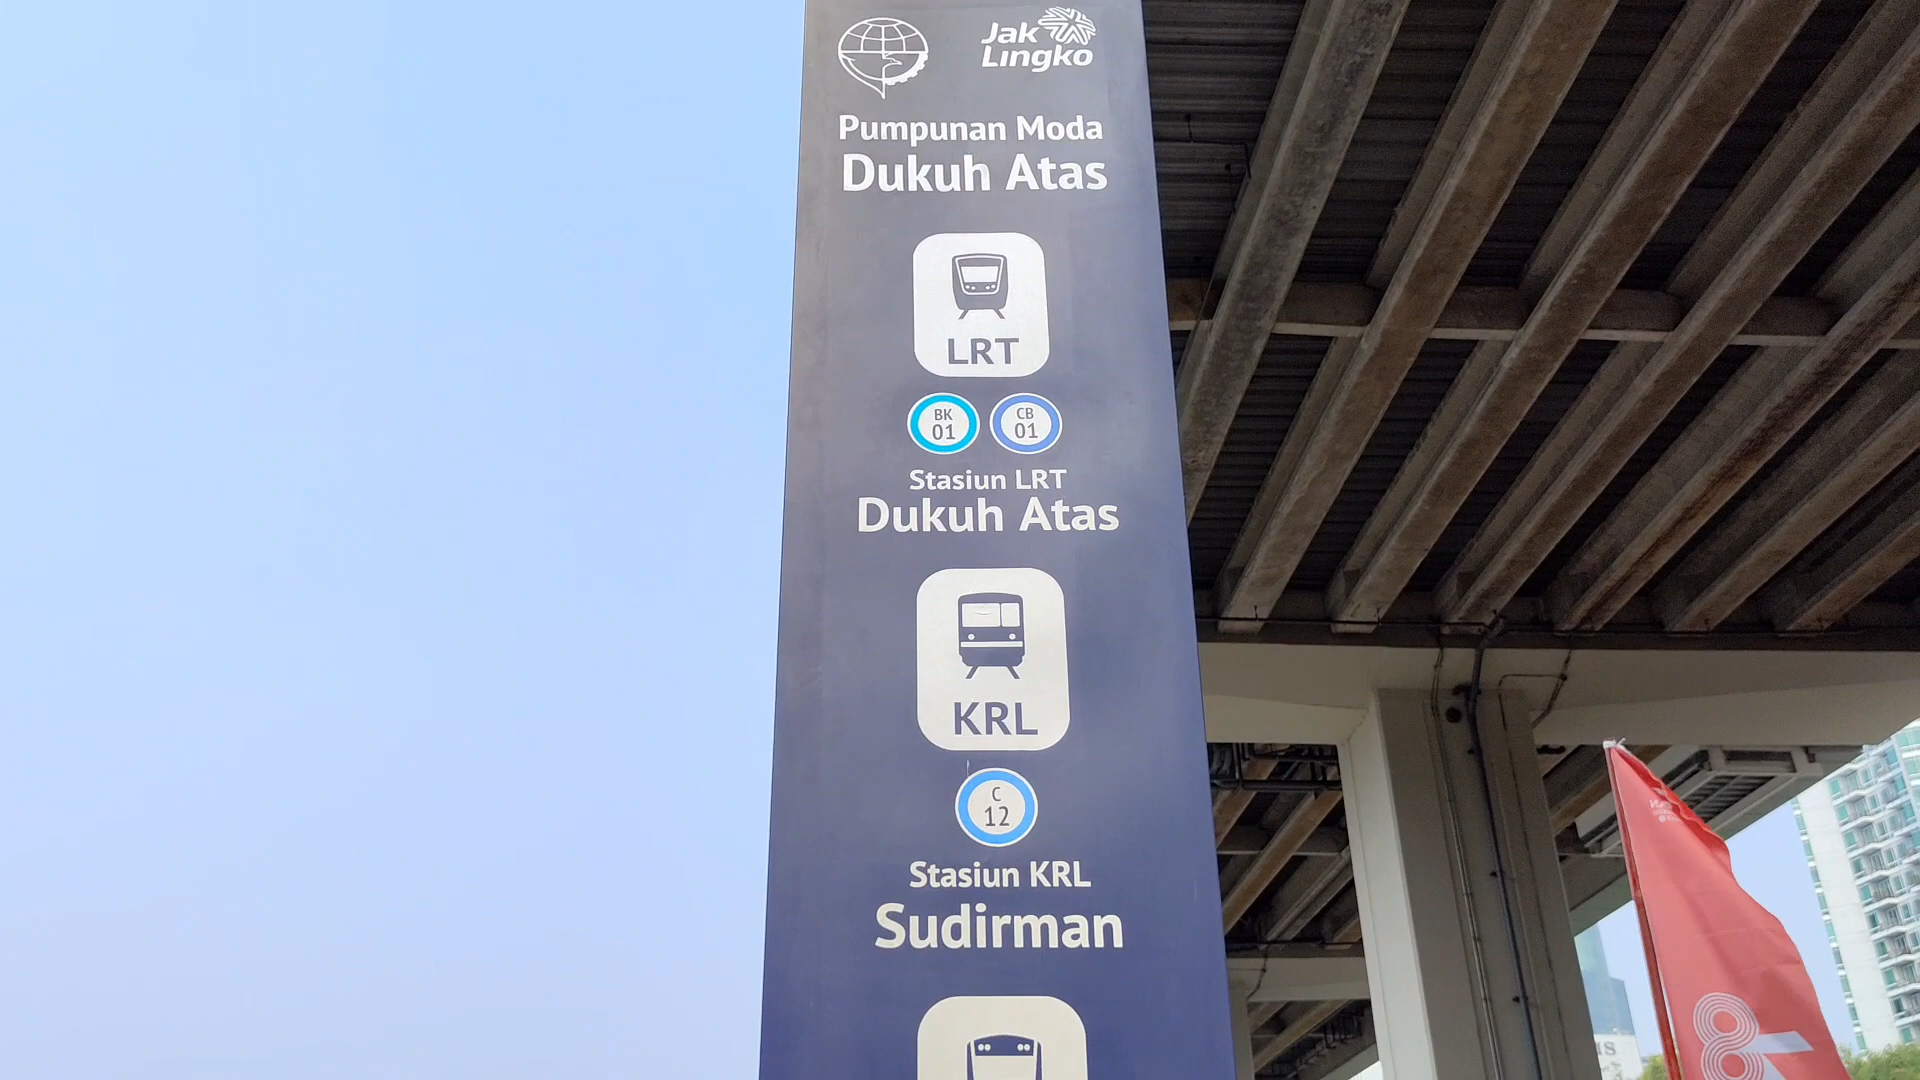 Jak
Lingko
Pumpunan Moda
Dukuh Atas
LRT
BK
01
CB
01
Stasiun LRT
Dukuh Atas
KRL
C
12
Stasiun KRL
Sudirman
8